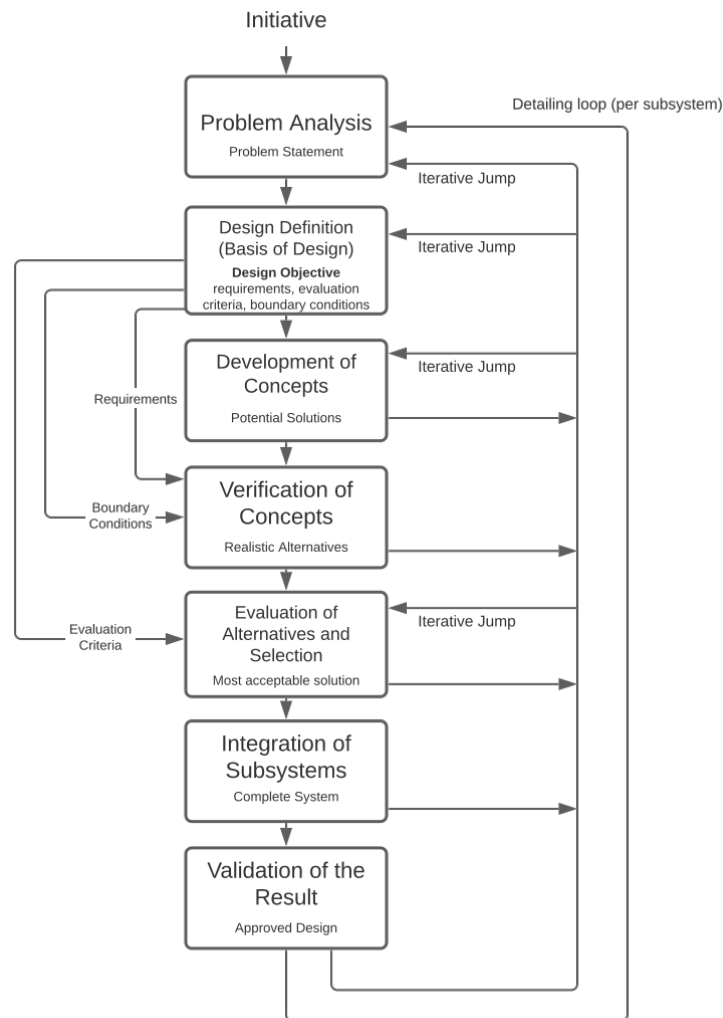 Initiative
Detailing loop (per subsystem)
Problem Analysis
Problem Statement
Iterative Jump
Design Definition
(Basis of Design)
Design Objective
requirements, evaluation
criteria, boundary conditions
Iterative Jump
Development of
Concepts
Potential Solutions
Iterative Jump
Requirements
Verification of
Concepts
Realistic Alternatives
Boundary
Conditions
Evaluation of
Alternatives and
Selection
Most acceptable solution
Iterative Jump
Evaluation
Criteria
Integration of
Subsystems
Complete System
Validation of the
Result
Approved Design